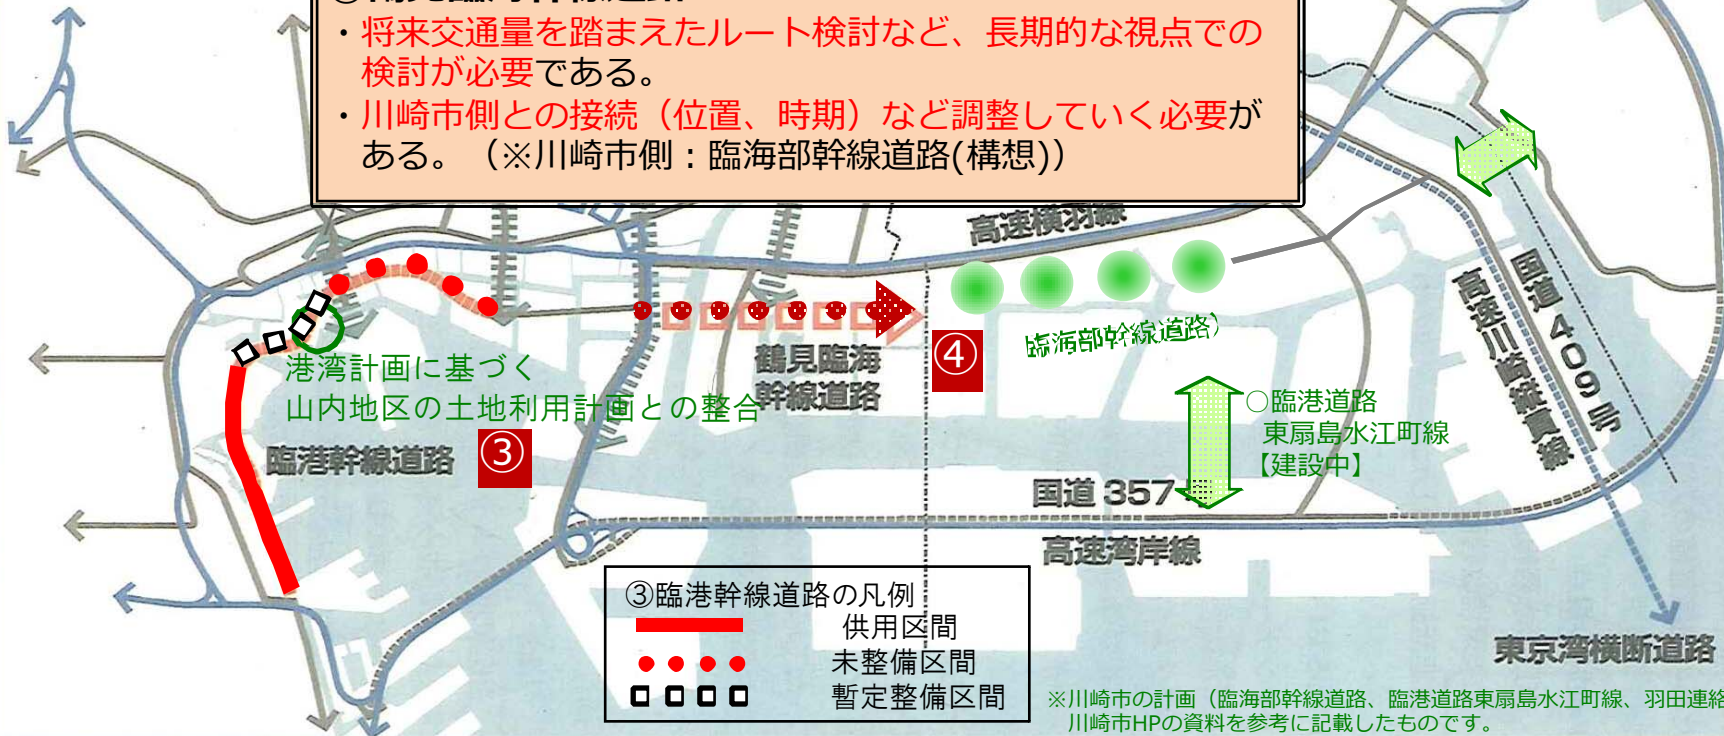 ・将来交通量を踏まえたルート検討など、長期的な視点での
検討が必要である。
・川崎市側との接続（位置、時期）など調整していく必要が
ある。（※川崎市側：臨海部幹線道路(構想)）
高速横羽線
国道409号
高速川崎縦貫線
臨海部幹線道路）
④
鶴見臨海
幹線道路
港湾計画に基づく
山内地区の土地利用計画との整合
○臨港道路
東扇島水江町線
【建設中】
臨港幹線道路
③
国道 357
高速湾岸線
③臨港幹線道路の凡例
供用区間
未整備区間
暫定整備区間
東京湾横断道路
※川崎市の計画（臨海部幹線道路、臨港道路東扇島水江町線、羽田連絡
川崎市HPの資料を参考に記載したものです。